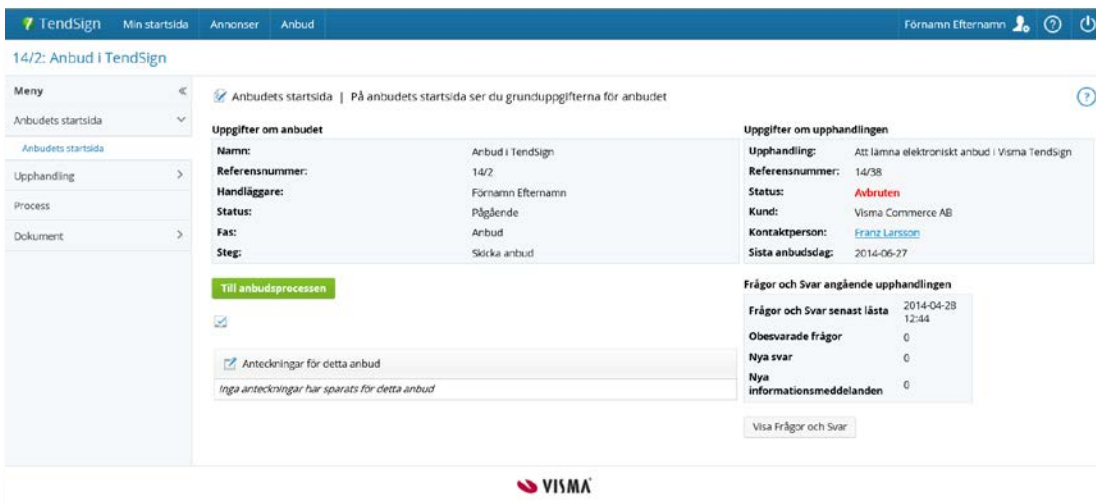 TendSign Min startsida Annonser Anbud Förnamn Efternamn
14/2: Anbud i TendSign
Meny
Anbudets startsida
Anbudets startsida
Upphandling
Process
Dokument
Anbudets startsida | På anbudets startsida ser du grunduppgifterna för anbudet
Uppgifter om anbudet
Namn: Anbud i TendSign
Referensnummer: 14/2
Handläggare: Förnamn Efternamn
Status: Pågående
Fas: Anbud
Steg: Skicka anbud
Till anbudsprocessen
Anteckningar för detta anbud
Inga anteckningar har sparats för detta anbud
Uppgifter om upphandlingen
Upphandling: Att lämna elektroniskt anbud i Visma TendSign
Referensnummer: 14/38
Status: Avbruten
Kund: Visma Commerce AB
Kontaktperson: Franz Larsson
Sista anbudsdag: 2014-06-27
Frågor och Svar angående upphandlingen
Frågor och Svar senast lästa 2014-04-28
12:44
Obesvarade frågor 0
Nya svar 0
Nya
informationsmeddelanden 0
Visa Frågor och Svar
VISMA